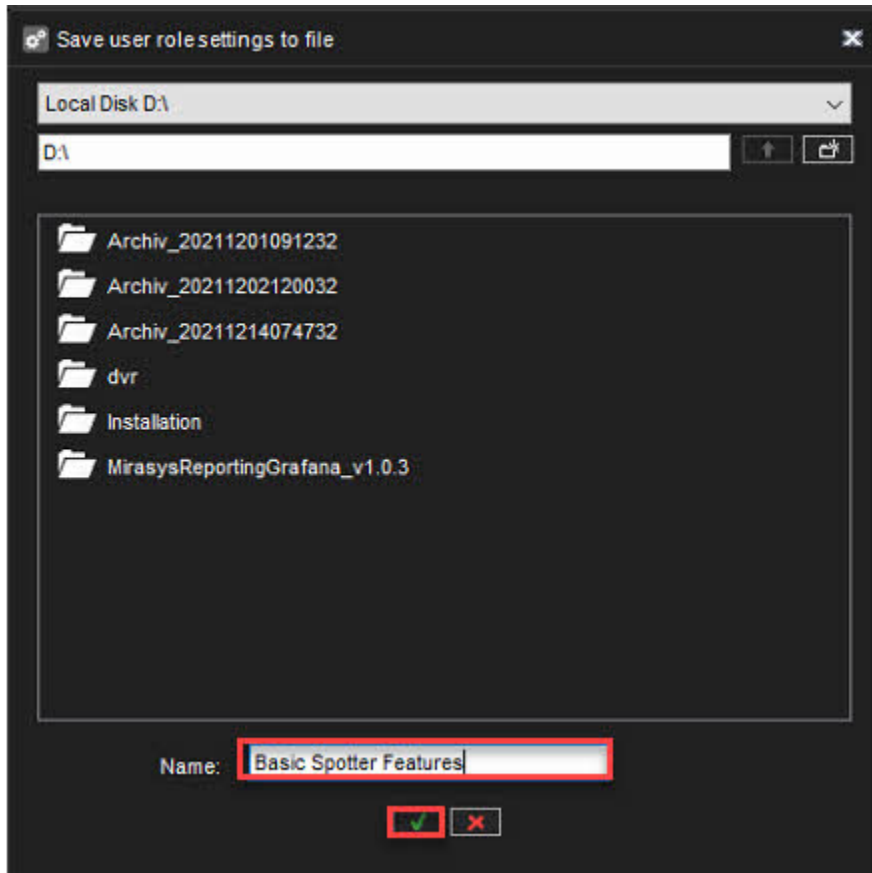 Save user role settings to file
Local Disk D:\
D:\
Archiv_20211201091232
Archiv_20211202120032
Archiv_20211214074732
dvr
Installation
MirasysReportingGrafana_v1.0.3
Name: Basic Spotter Features